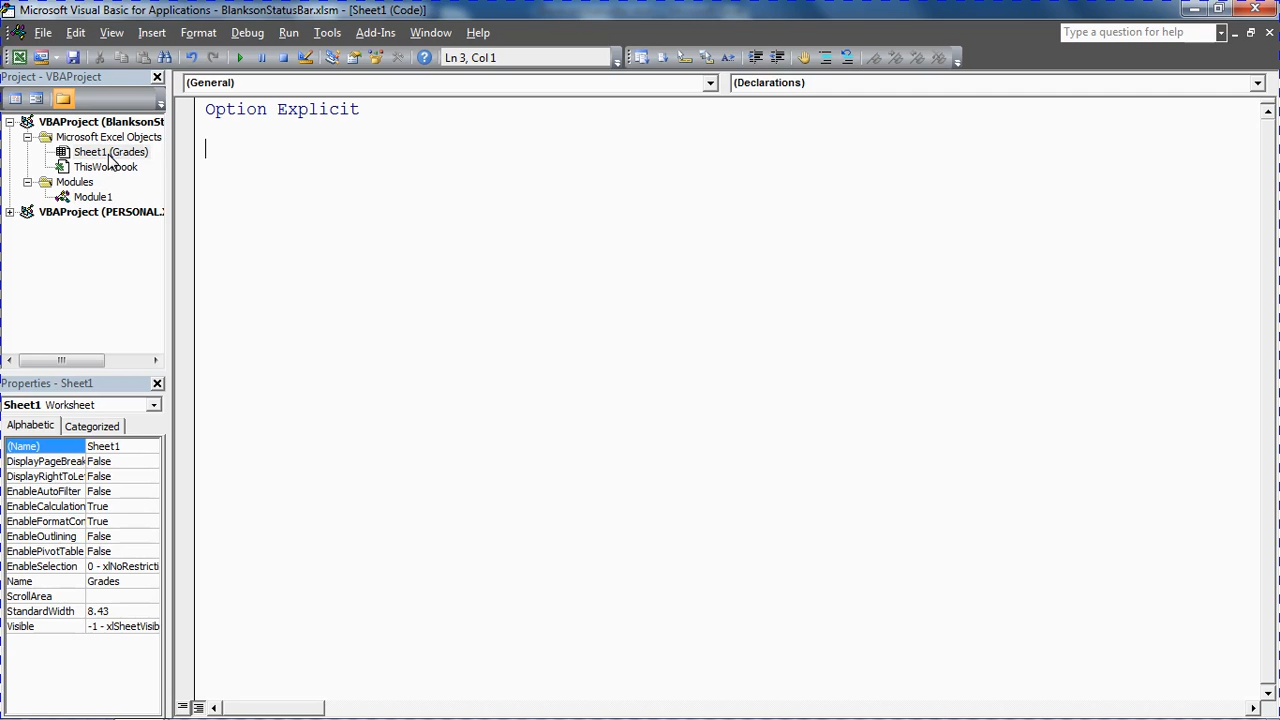 Microsoft Visual Basic for Applications - BlanksonStatusBar.xlsm - [Sheet1 (Code)]
File Edit View Insert Format Debug Run Tools Add-Ins Window Help
Type a question for help
Ln 3, Col 1
Project - VBAProject
(General)
(Declarations)
Option Explicit
VBAProject (BlanksonSt
Microsoft Excel Objects
Sheet1 (Grades)
ThisWorkbook
Modules
Module1
VBAProject (PERSONAL.X
Properties - Sheet1
Sheet1 Worksheet
Alphabetic Categorized
(Name) Sheet1
DisplayPageBreak False
DisplayRightToLe False
EnableAutoFilter False
EnableCalculation True
EnableFormatCon True
EnableOutlining False
EnablePivotTable False
EnableSelection 0 - xlNoRestricti
Name Grades
ScrollArea
StandardWidth 8.43
Visible -1 - xlSheetVisib